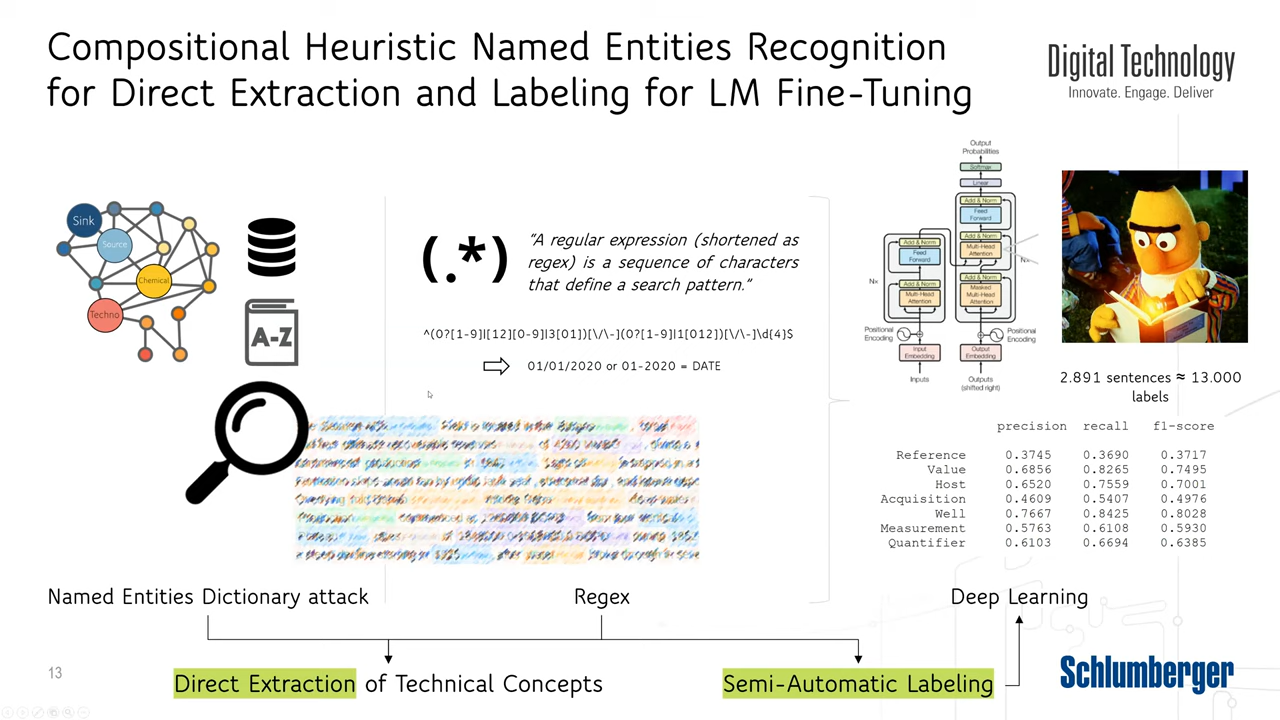 Compositional Heuristic Named Entities Recognition
for Direct Extraction and Labeling for LM Fine-Tuning
Digital Technology
Innovate. Engage. Deliver
Sink
Source
Chemical
Techno
A-Z
(.*)
“A regular expression (shortened as
regex) is a sequence of characters
that define a search pattern.”
^(0?[1-9]|[12][0-9]|3[01])[\/\-](0?[1-9]|1[012])[\/\-]\d{4}$
01/01/2020 or 01-2020 = DATE
Output
Probabilities
Softmax
Linear
Add & Norm
Feed
Forward
Add & Norm
Multi-Head
Attention
Add & Norm
Feed
Forward
Add & Norm
Multi-Head
Attention
Add & Norm
Masked
Multi-Head
Attention
N×
N×
Positional
Encoding
Positional
Encoding
Input
Embedding
Output
Embedding
Inputs
Outputs
(shifted right)
2.891 sentences ≈ 13.000
labels
precision recall f1-score
Reference 0.3745 0.3690 0.3717
Value 0.6856 0.8265 0.7495
Host 0.6520 0.7559 0.7001
Acquisition 0.4609 0.5407 0.4976
Well 0.7667 0.8425 0.8028
Measurement 0.5763 0.6108 0.5930
Quantifier 0.6103 0.6694 0.6385
Named Entities Dictionary attack
Regex
Deep Learning
Direct Extraction of Technical Concepts
Semi-Automatic Labeling
13
Schlumberger